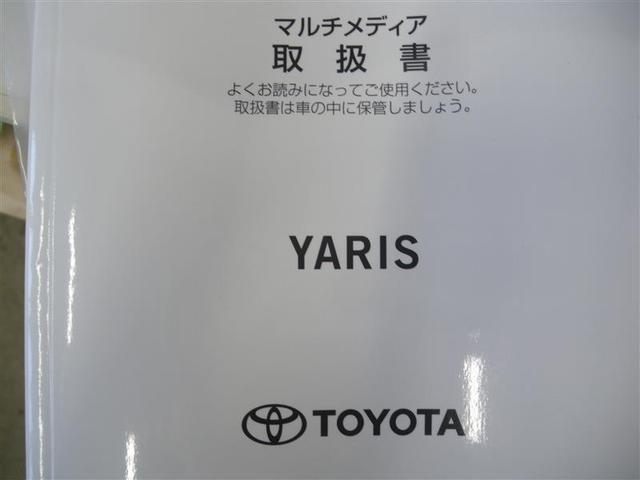 マルチメディア
取扱書
よくお読みになってご使用ください。
取扱書は車の中に保管しましょう。
YARIS
TOYOTA